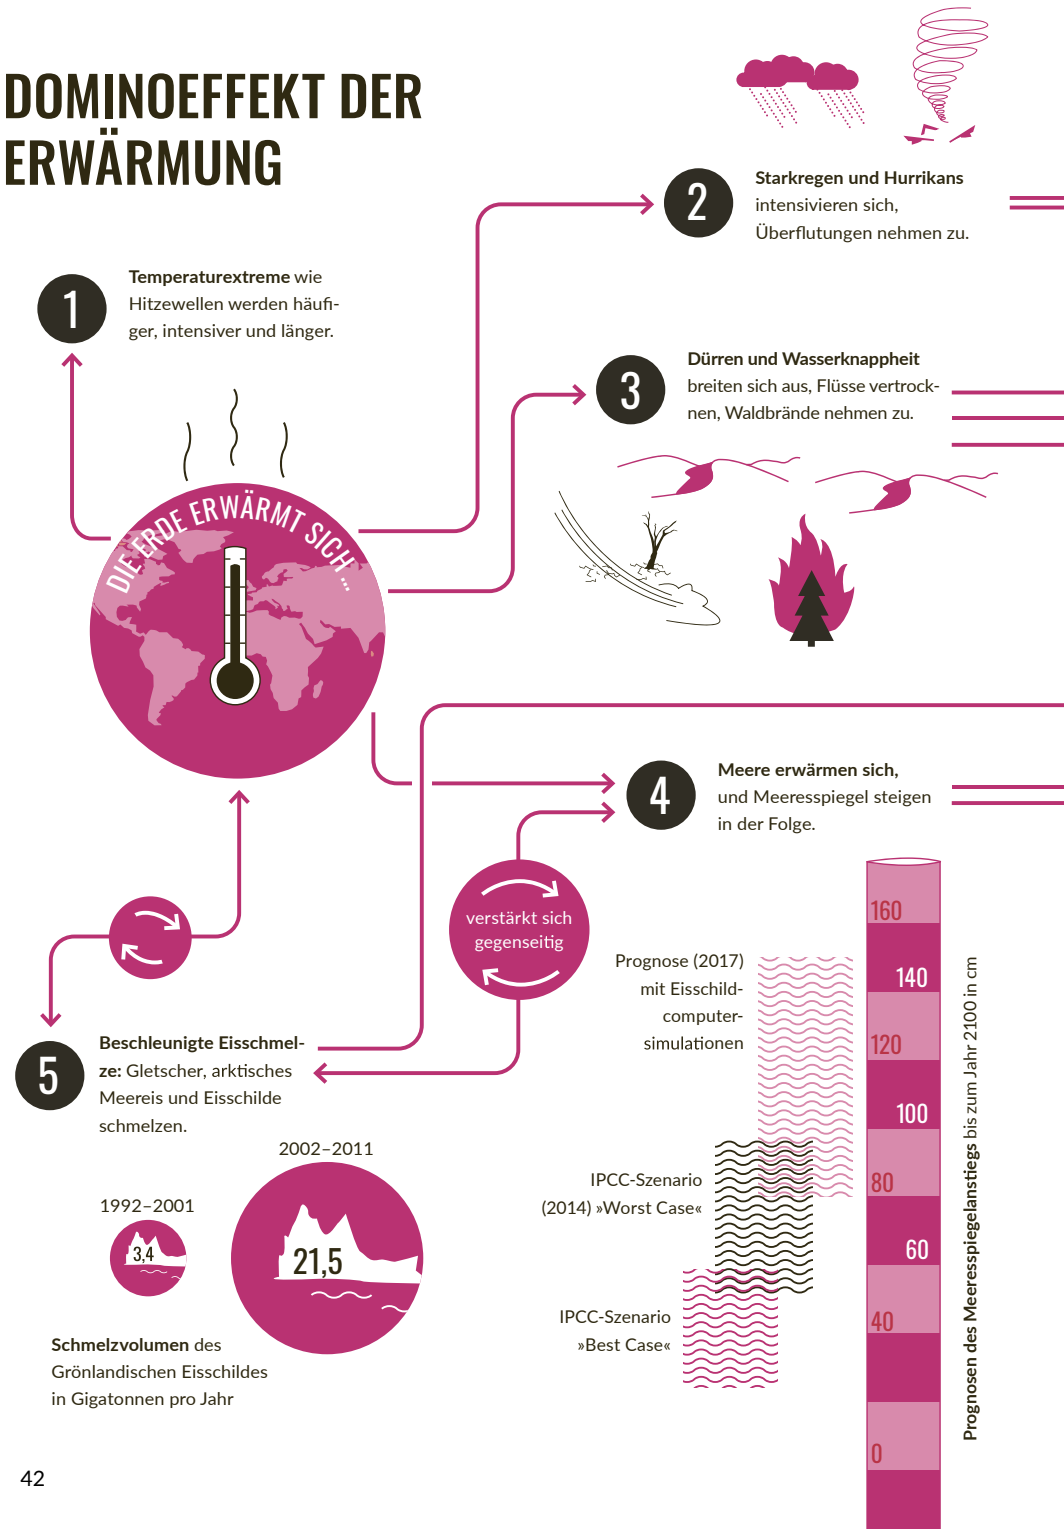 DOMINOEFFEKT DER
ERWÄRMUNG
2
Starkregen und Hurrikans
intensivieren sich,
Überflutungen nehmen zu.
1
Temperaturextreme wie
Hitzewellen werden häufi-
ger, intensiver und länger.
3
Dürren und Wasserknappheit
breiten sich aus, Flüsse vertrock-
nen, Waldbrände nehmen zu.
DIE ERDE ERWÄRMT SICH ...
4
Meere erwärmen sich,
und Meeresspiegel steigen
in der Folge.
verstärkt sich
gegenseitig
5
Beschleunigte Eisschmel-
ze: Gletscher, arktisches
Meereis und Eisschilde
schmelzen.
1992–2001
3,4
2002–2011
21,5
Schmelzvolumen des
Grönlandischen Eisschildes
in Gigatonnen pro Jahr
Prognose (2017)
mit Eisschild-
computer-
simulationen
IPCC-Szenario
(2014) »Worst Case«
IPCC-Szenario
»Best Case«
160
140
120
100
80
60
40
0
Prognosen des Meeresspiegelanstiegs bis zum Jahr 2100 in cm
42